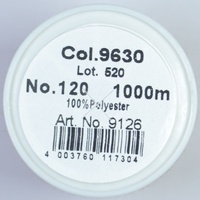 Col.9630
Lot. 520
No.120 1000m
100%Polyester
Art. No. 9126
4 003760 117304